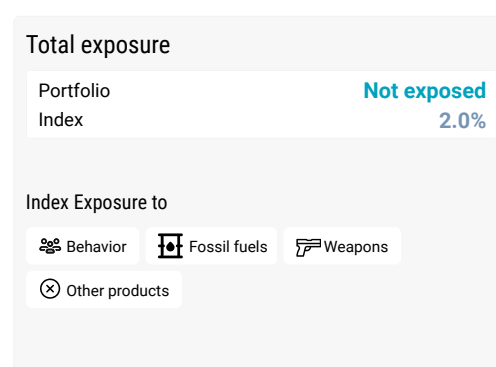 Total exposure
Portfolio Not exposed
Index 2.0%
Index Exposure to
Behavior Fossil fuels Weapons
Other products